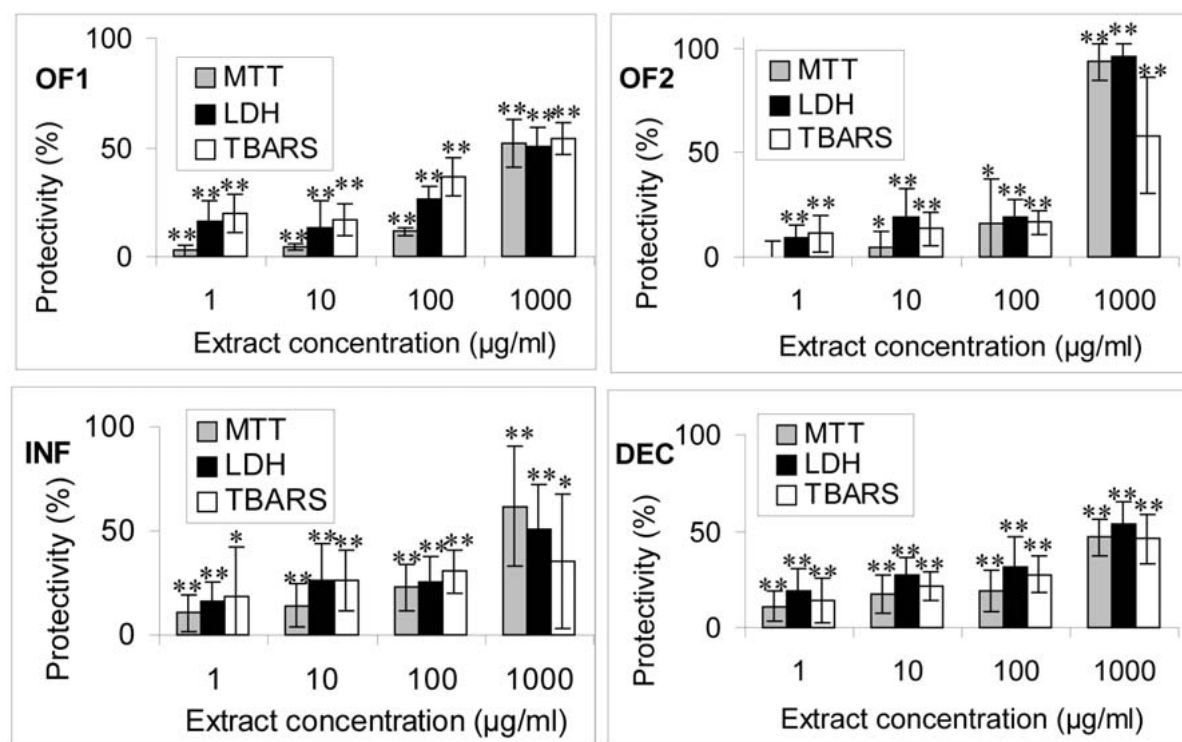 100
OF1
MTT
LDH
TBARS
Protectivity (%)
50
0
** ** **
** ** **
** ** **
** ** **
1 10 100 1000
Extract concentration (µg/ml)
100
OF2
MTT
LDH
TBARS
Protectivity (%)
50
0
** **
* ** **
* ** **
** ** **
1 10 100 1000
Extract concentration (µg/ml)
100
INF
MTT
LDH
TBARS
Protectivity (%)
50
0
** ** *
** ** **
** ** **
** ** *
1 10 100 1000
Extract concentration (µg/ml)
100
DEC
MTT
LDH
TBARS
Protectivity (%)
50
0
** ** **
** ** **
** ** **
** ** **
1 10 100 1000
Extract concentration (µg/ml)